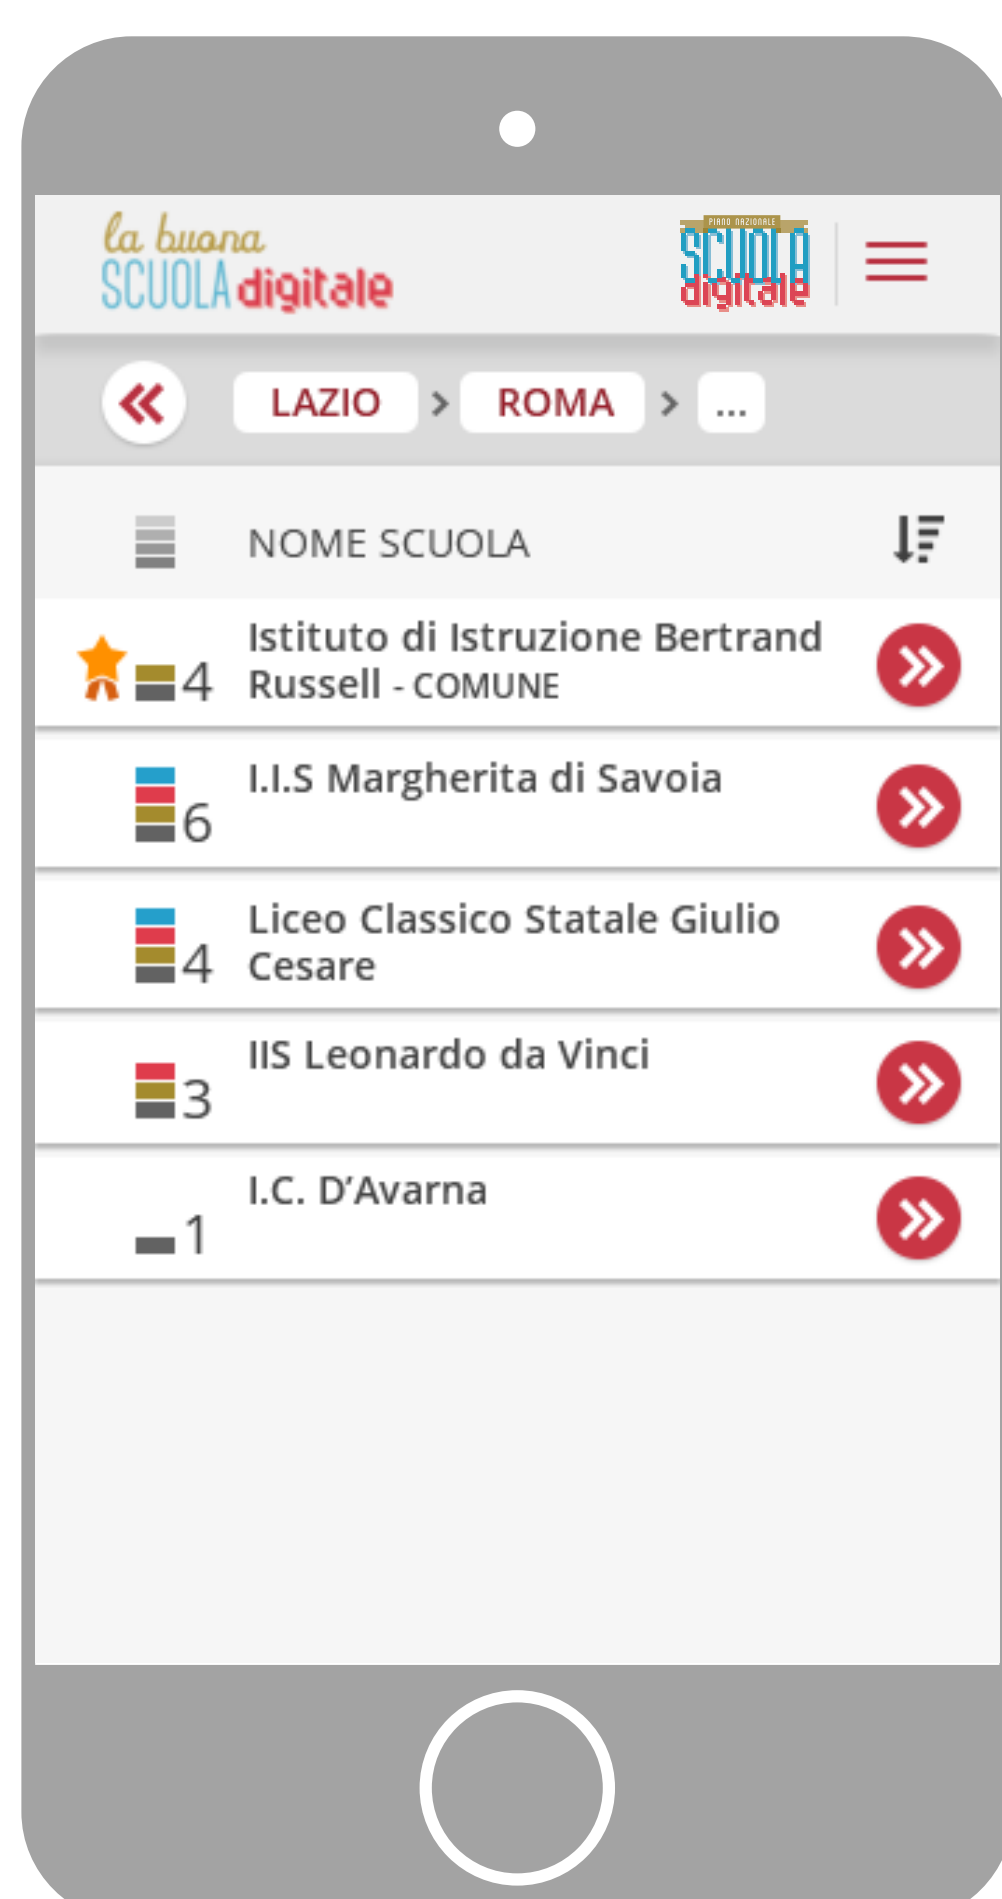 la buona
SCUOLA digitale
PIANO NAZIONALE
SCUOLA
digitale
LAZIO > ROMA > ...
NOME SCUOLA
4 Istituto di Istruzione Bertrand
Russell - COMUNE
6 I.I.S Margherita di Savoia
4 Liceo Classico Statale Giulio
Cesare
3 IIS Leonardo da Vinci
1 I.C. D’Avarna